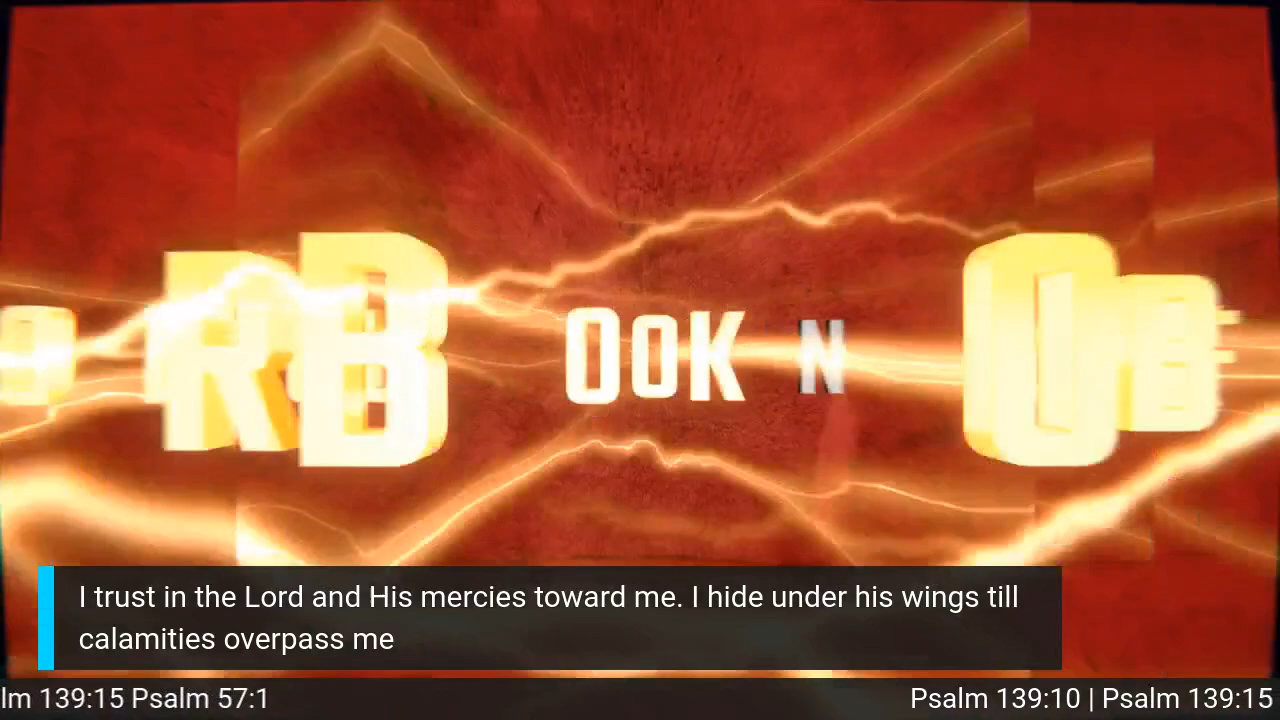 OOK N
I trust in the Lord and His mercies toward me. I hide under his wings till
calamities overpass me
lm 139:15 Psalm 57:1
Psalm 139:10 | Psalm 139:15